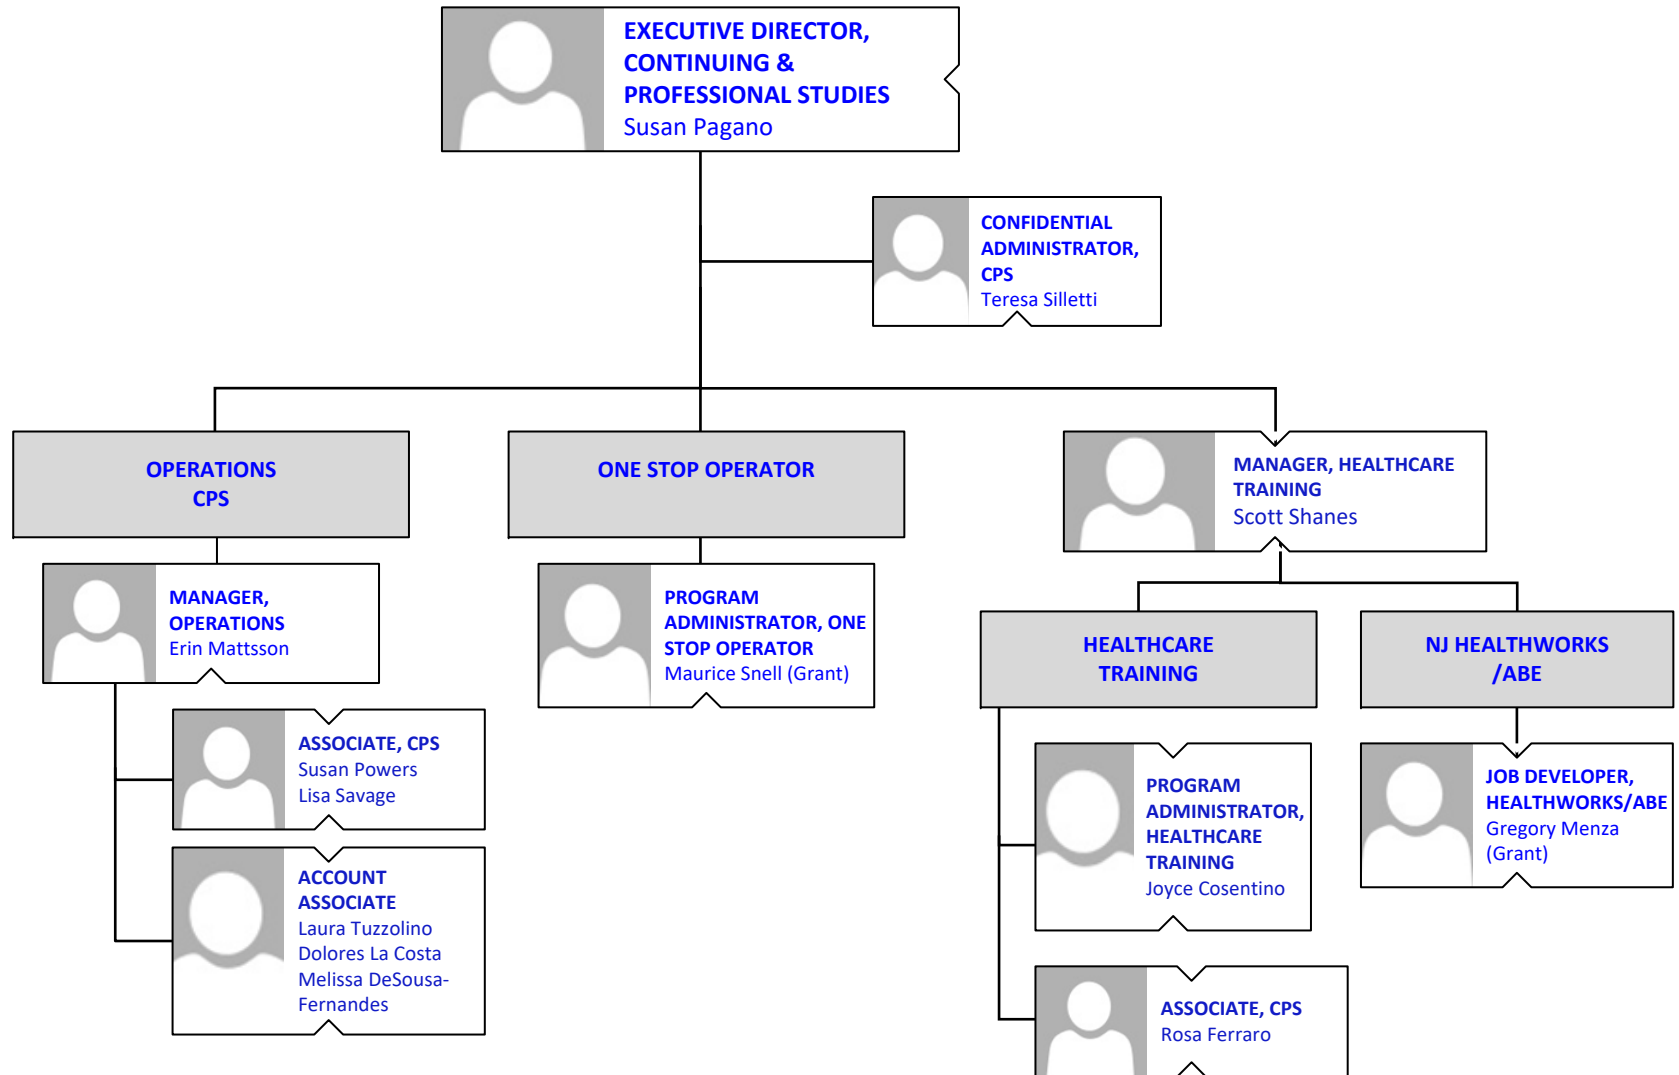 EXECUTIVE DIRECTOR,
CONTINUING &
PROFESSIONAL STUDIES
Susan Pagano
CONFIDENTIAL
ADMINISTRATOR,
CPS
Teresa Silletti
OPERATIONS
CPS
MANAGER,
OPERATIONS
Erin Mattsson
ASSOCIATE, CPS
Susan Powers
Lisa Savage
ACCOUNT
ASSOCIATE
Laura Tuzzolino
Dolores La Costa
Melissa DeSousa-
Fernandes
ONE STOP OPERATOR
PROGRAM
ADMINISTRATOR, ONE
STOP OPERATOR
Maurice Snell (Grant)
MANAGER, HEALTHCARE
TRAINING
Scott Shanes
HEALTHCARE
TRAINING
PROGRAM
ADMINISTRATOR,
HEALTHCARE
TRAINING
Joyce Cosentino
ASSOCIATE, CPS
Rosa Ferraro
NJ HEALTHWORKS
/ABE
JOB DEVELOPER,
HEALTHWORKS/ABE
Gregory Menza
(Grant)